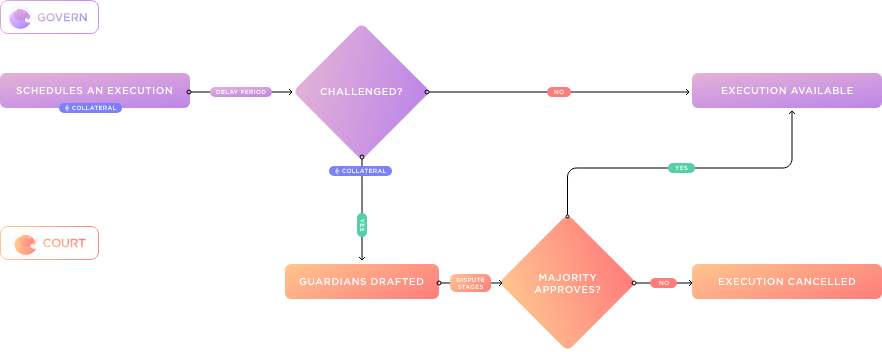 GOVERN
SCHEDULES AN EXECUTION
COLLATERAL
DELAY PERIOD
CHALLENGED?
NO
EXECUTION AVAILABLE
COLLATERAL
YES
YES
COURT
GUARDIANS DRAFTED
DISPUTE
STAGES
MAJORITY
APPROVES?
NO
EXECUTION CANCELLED